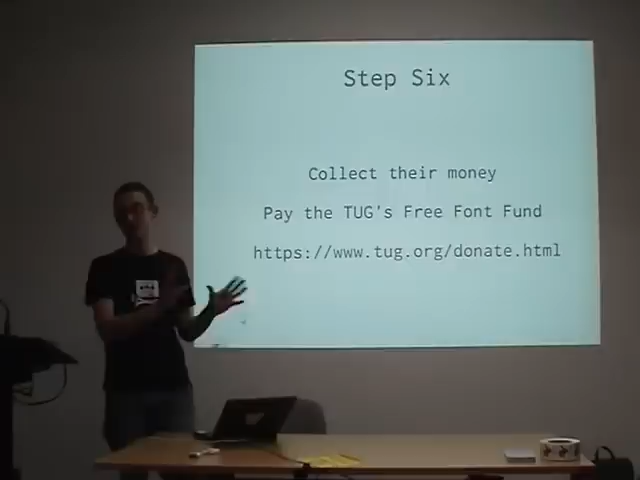 Step Six
Collect their money
Pay the TUG's Free Font Fund
https://www.tug.org/donate.html